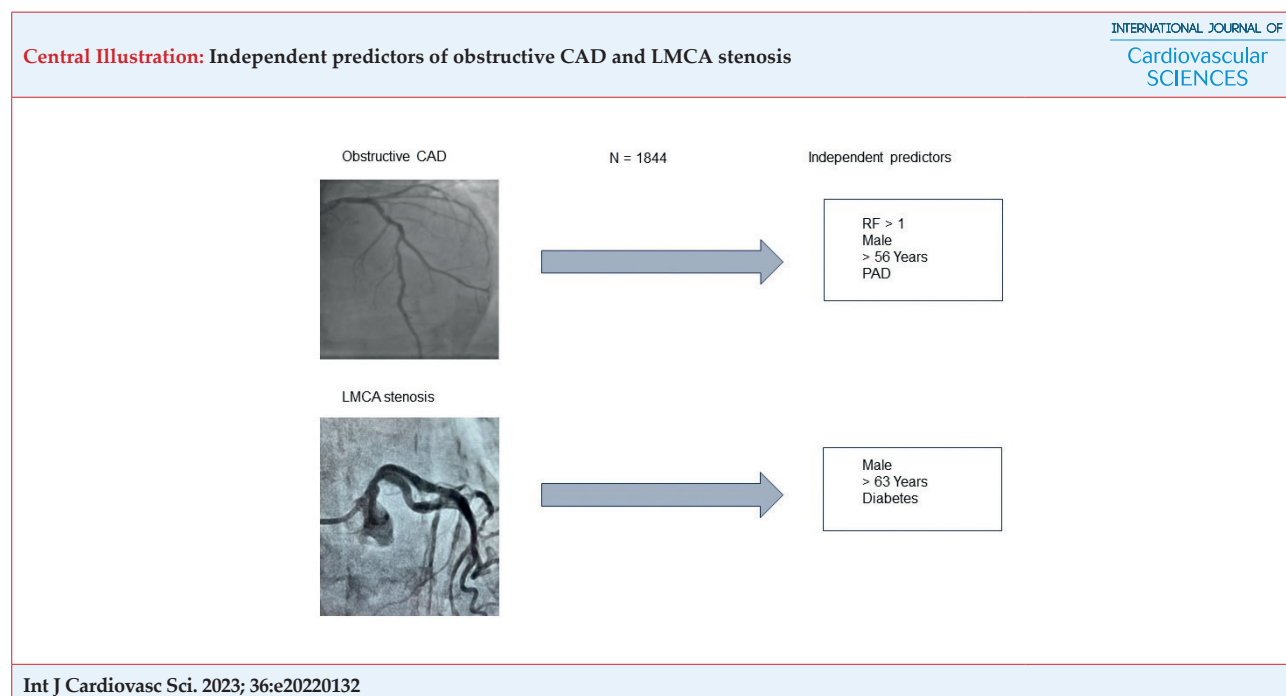 Central Illustration: Independent predictors of obstructive CAD and LMCA stenosis
INTERNATIONAL JOURNAL OF
Cardiovascular
SCIENCES
Obstructive CAD
N = 1844
Independent predictors
RF > 1
Male
> 56 Years
PAD
LMCA stenosis
Male
> 63 Years
Diabetes
Int J Cardiovasc Sci. 2023; 36:e20220132